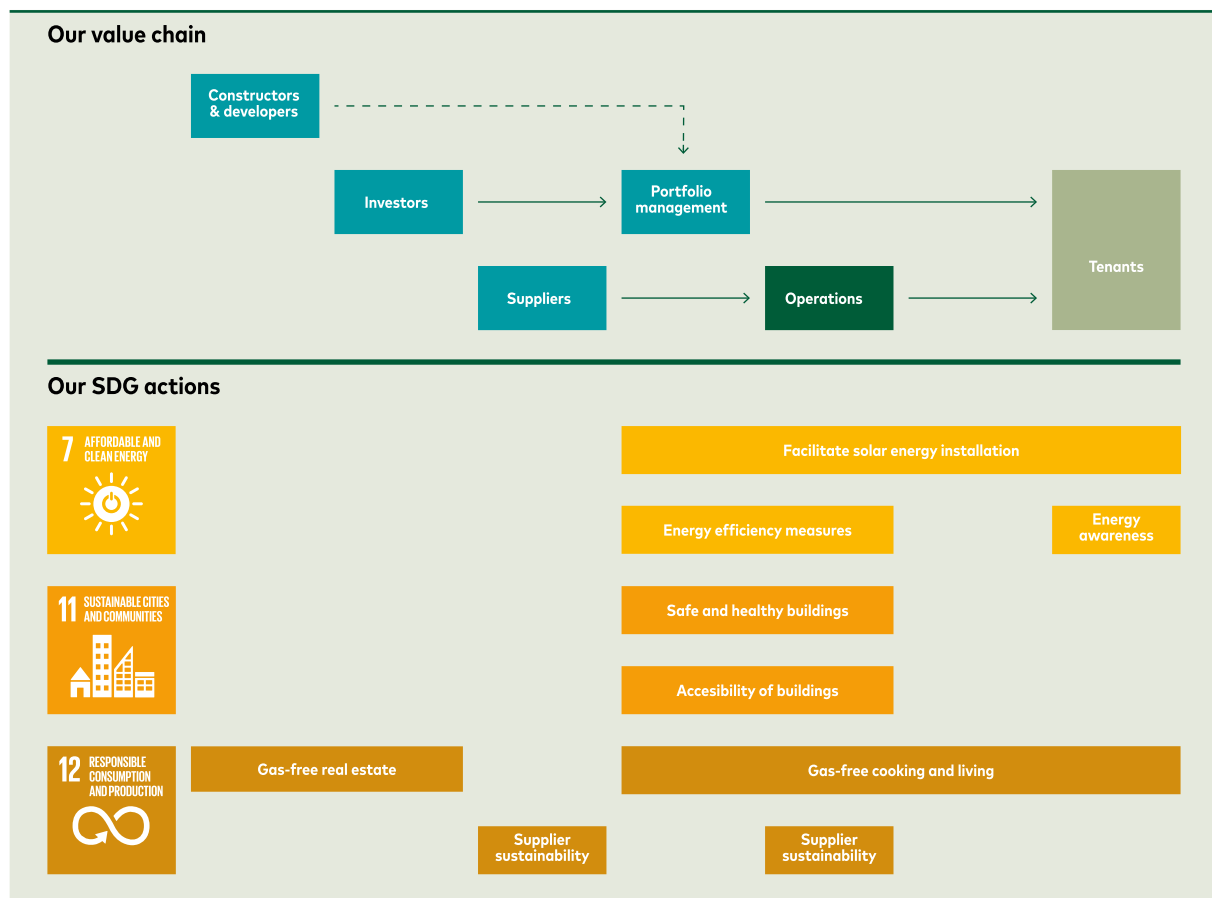 Our value chain
Constructors
& developers
Investors
Portfolio
management
Tenants
Suppliers
Operations
Our SDG actions
7 AFFORDABLE AND
CLEAN ENERGY
Facilitate solar energy installation
Energy efficiency measures
Energy
awareness
11 SUSTAINABLE CITIES
AND COMMUNITIES
Safe and healthy buildings
Accesibility of buildings
12 RESPONSIBLE
CONSUMPTION
AND PRODUCTION
Gas-free real estate
Gas-free cooking and living
Supplier
sustainability
Supplier
sustainability